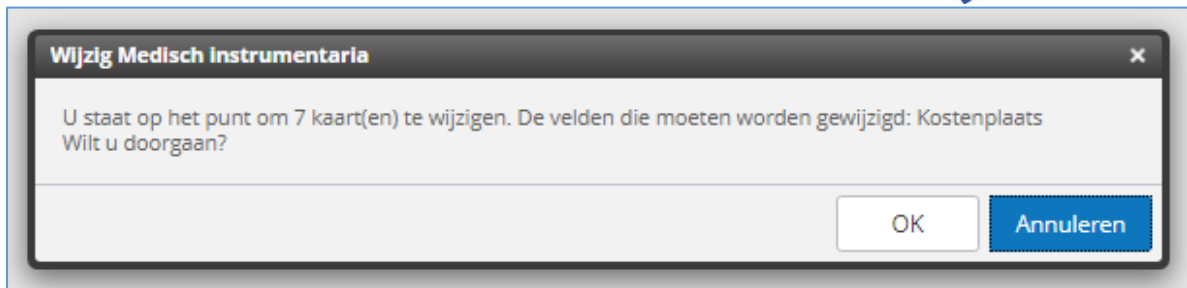 Wijzig Medisch instrumentaria
U staat op het punt om 7 kaart(en) te wijzigen. De velden die moeten worden gewijzigd: Kostenplaats
Wilt u doorgaan?
OK
Annuleren